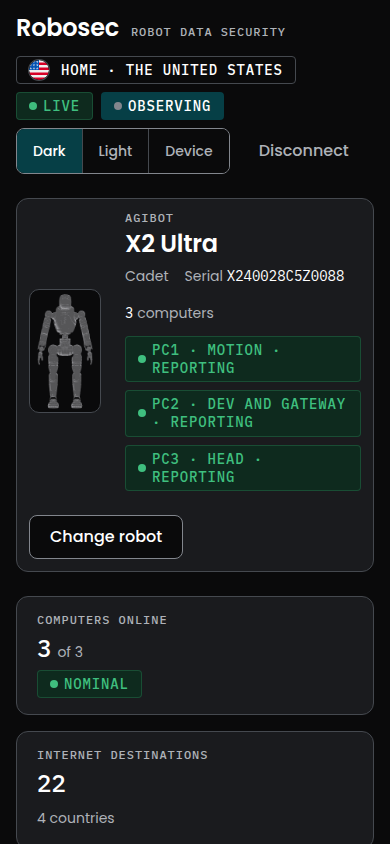 Robosec ROBOT DATA SECURITY
HOME · THE UNITED STATES
LIVE OBSERVING
Dark Light Device Disconnect
AGIBOT
X2 Ultra
Cadet Serial X240028C5Z0088
3 computers
PC1 · MOTION ·
REPORTING
PC2 · DEV AND GATEWAY
· REPORTING
PC3 · HEAD ·
REPORTING
Change robot
COMPUTERS ONLINE
3 of 3
NOMINAL
INTERNET DESTINATIONS
22
4 countries